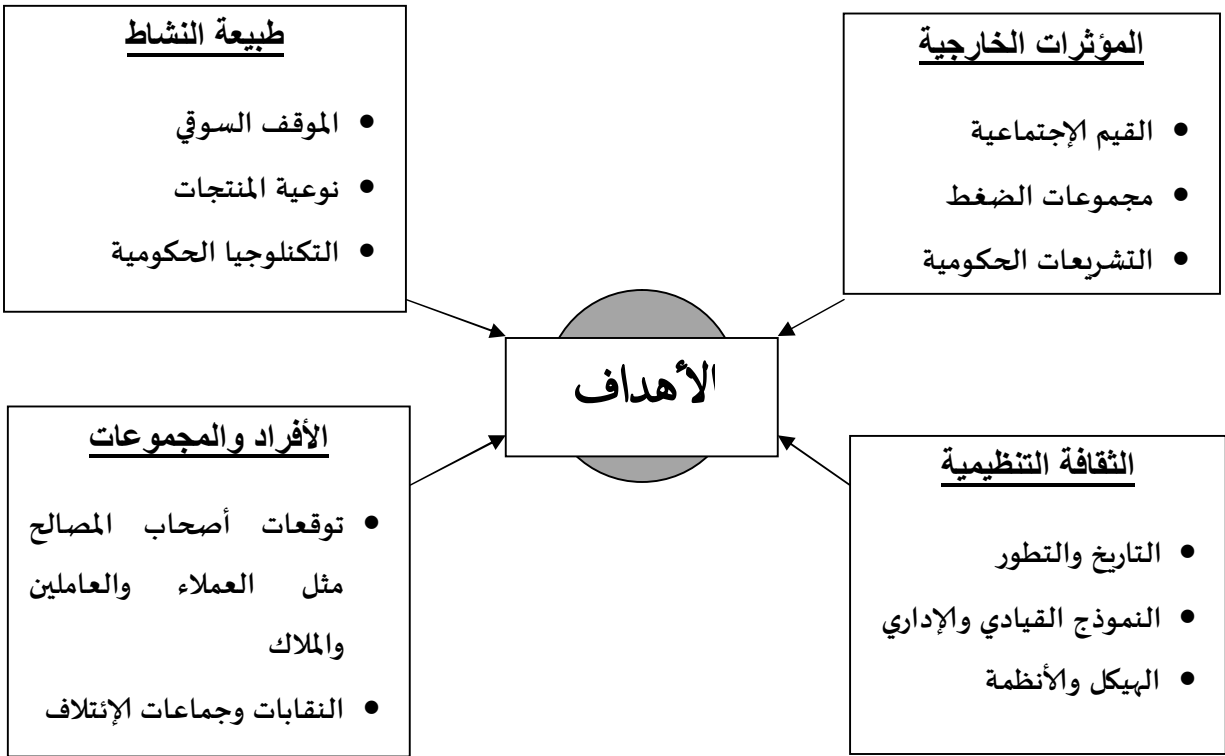 المؤثرات الخارجية
• القيم الإجتماعية
• مجموعات الضغط
• التشريعات الحكومية
طبيعة النشاط
• الموقف السوقي
• نوعية المنتجات
• التكنلوجيا الحكومية
الأهداف
الثقافة التنظيمية
• التاريخ والتطور
• النموذج القيادي والإداري
• الهيكل والأنظمة
الأفراد والمجموعات
• توقعات أصحاب المصالح
مثل العملاء والعاملين
والملاك
• النقابات وجماعات الإئتلاف